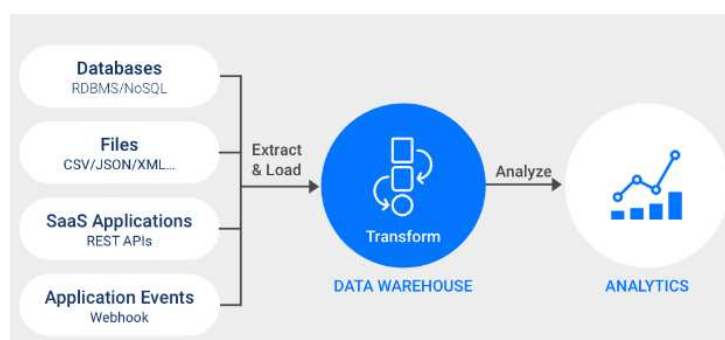 Databases
RDBMS/NoSQL
Files
CSV/JSON/XML...
SaaS Applications
REST APIs
Application Events
Webhook
Extract
& Load
Transform
DATA WAREHOUSE
Analyze
ANALYTICS